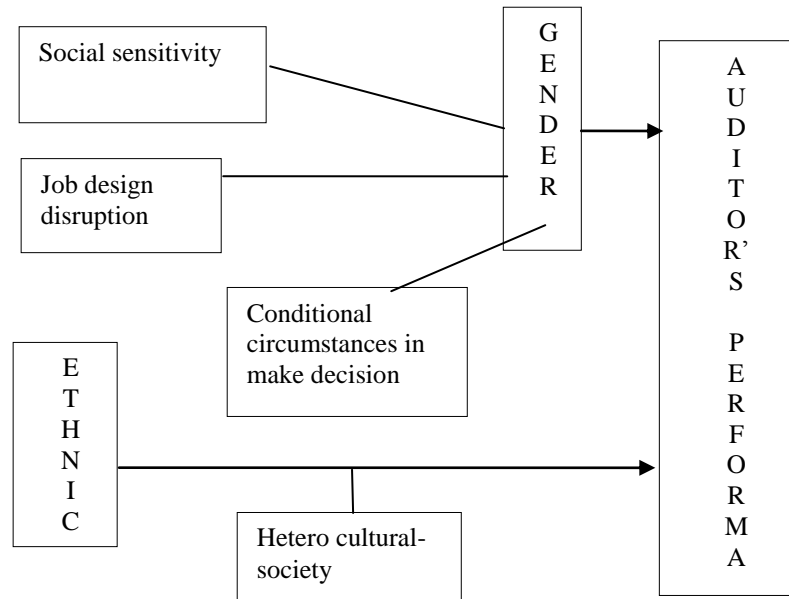 Social sensitivity
Job design
disruption
Conditional
circumstances in
make decision
G
E
N
D
E
R
E
T
H
N
I
C
Hetero cultural-
society
A
U
D
I
T
O
R’
S
P
E
R
F
O
R
M
A